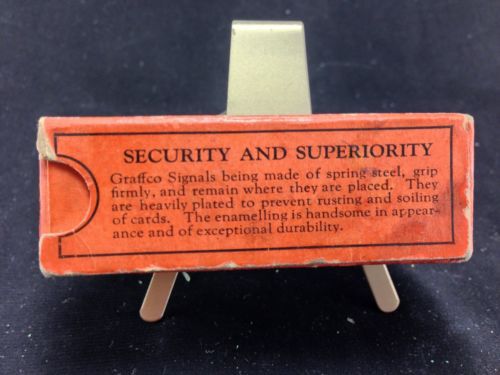 SECURITY AND SUPERIORITY
Graffco Signals being made of spring steel, grip
firmly, and remain where they are placed. They
are heavily plated to prevent rusting and soiling
of cards. The enamelling is handsome in appear-
ance and of exceptional durability.